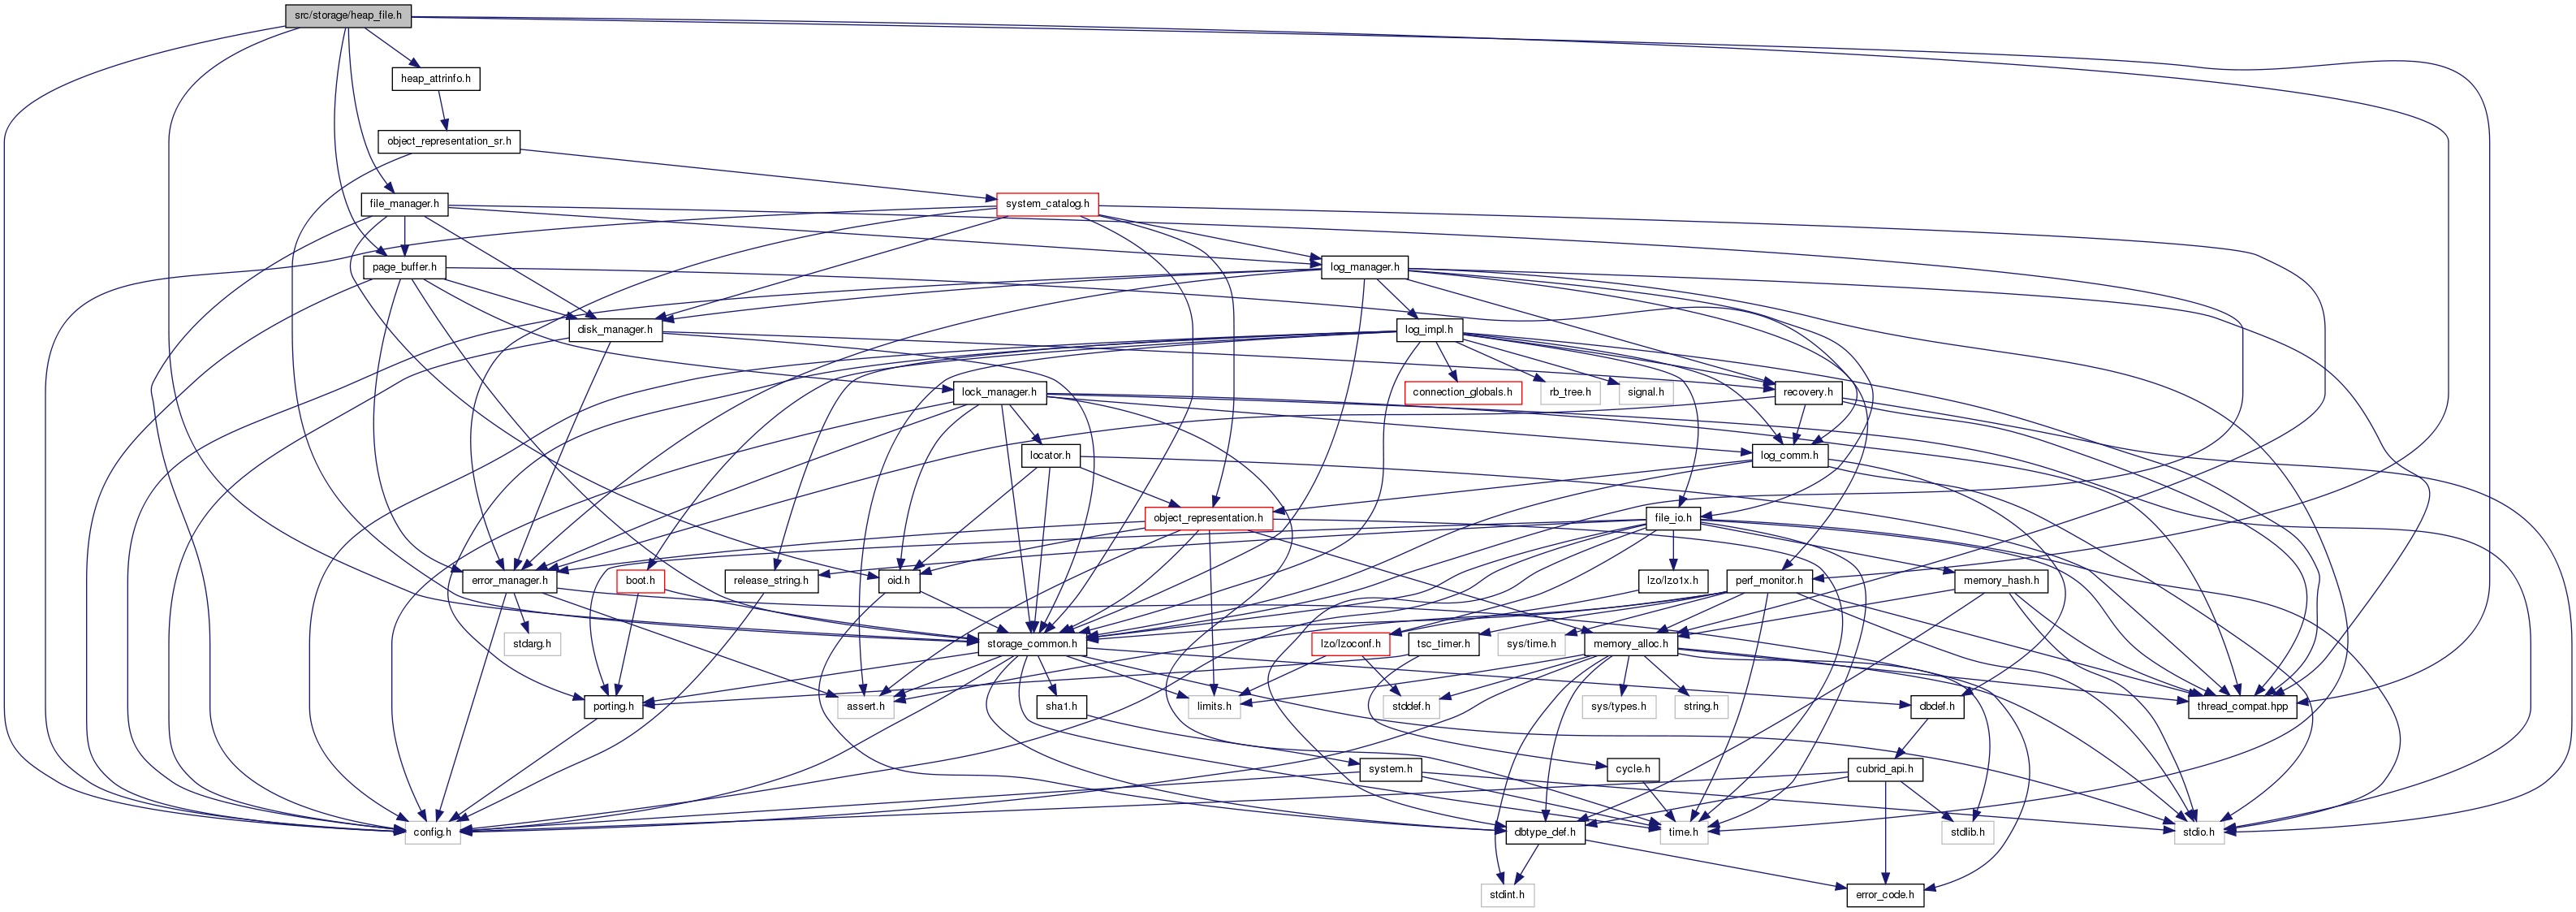 src/storage/heap_file.h
heap_attrinfo.h
object_representation_sr.h
file_manager.h
system_catalog.h
page_buffer.h
log_manager.h
disk_manager.h
log_impl.h
lock_manager.h
connection_globals.h
rb_tree.h
signal.h
recovery.h
locator.h
log_comm.h
object_representation.h
file_io.h
error_manager.h
boot.h
release_string.h
oid.h
lzo/lzo1x.h
perf_monitor.h
memory_hash.h
stdarg.h
storage_common.h
lzo/lzoconf.h
tsc_timer.h
sys/time.h
memory_alloc.h
porting.h
assert.h
sha1.h
limits.h
stddef.h
sys/types.h
string.h
dbdef.h
thread_compat.hpp
system.h
cycle.h
cubrid_api.h
config.h
dbtype_def.h
time.h
stdlib.h
stdio.h
stdint.h
error_code.h